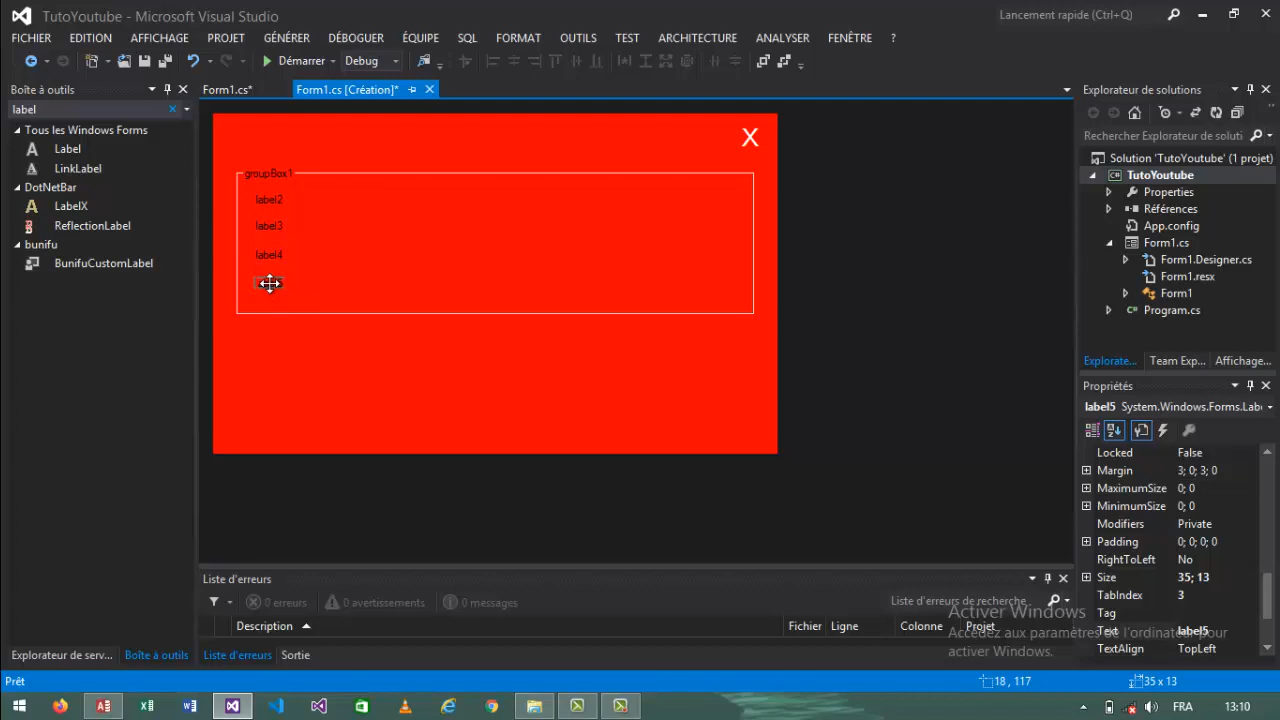 TutoYoutube - Microsoft Visual Studio
Lancement rapide (Ctrl+Q)
FICHIER EDITION AFFICHAGE PROJET GÉNÉRER DÉBOGUER ÉQUIPE SQL FORMAT OUTILS TEST ARCHITECTURE ANALYSER FENÊTRE ?
Démarrer Debug
Boîte à outils
Form1.cs*
Form1.cs [Création]*
Explorateur de solutions
label
Rechercher Explorateur de soluti
Tous les Windows Forms
A Label
A LinkLabel
DotNetBar
A LabelX
ReflectionLabel
bunifu
BunifuCustomLabel
X
groupBox1
label2
label3
label4
Solution 'TutoYoutube' (1 projet)
TutoYoutube
Properties
Références
App.config
Form1.cs
Form1.Designer.cs
Form1.resx
Form1
Program.cs
Explorate... Team Exp... Affichage...
Propriétés
label5 System.Windows.Forms.Lab
Locked False
Margin 3; 0; 3; 0
MaximumSize 0; 0
MinimumSize 0; 0
Modifiers Private
Padding 0; 0; 0; 0
RightToLeft No
Size 35; 13
TabIndex 3
Tag
Text label5
TextAlign TopLeft
Liste d'erreurs
0 erreurs 0 avertissements 0 messages
Liste d'erreurs de recherche
Description Fichier Ligne Colonne Projet
Activer Windows
Accédez aux paramètres de l'ordinateur pour
activer Windows.
Explorateur de serv... Boîte à outils Liste d'erreurs Sortie
Prêt
18 , 117
35 x 13
FRA 13:10